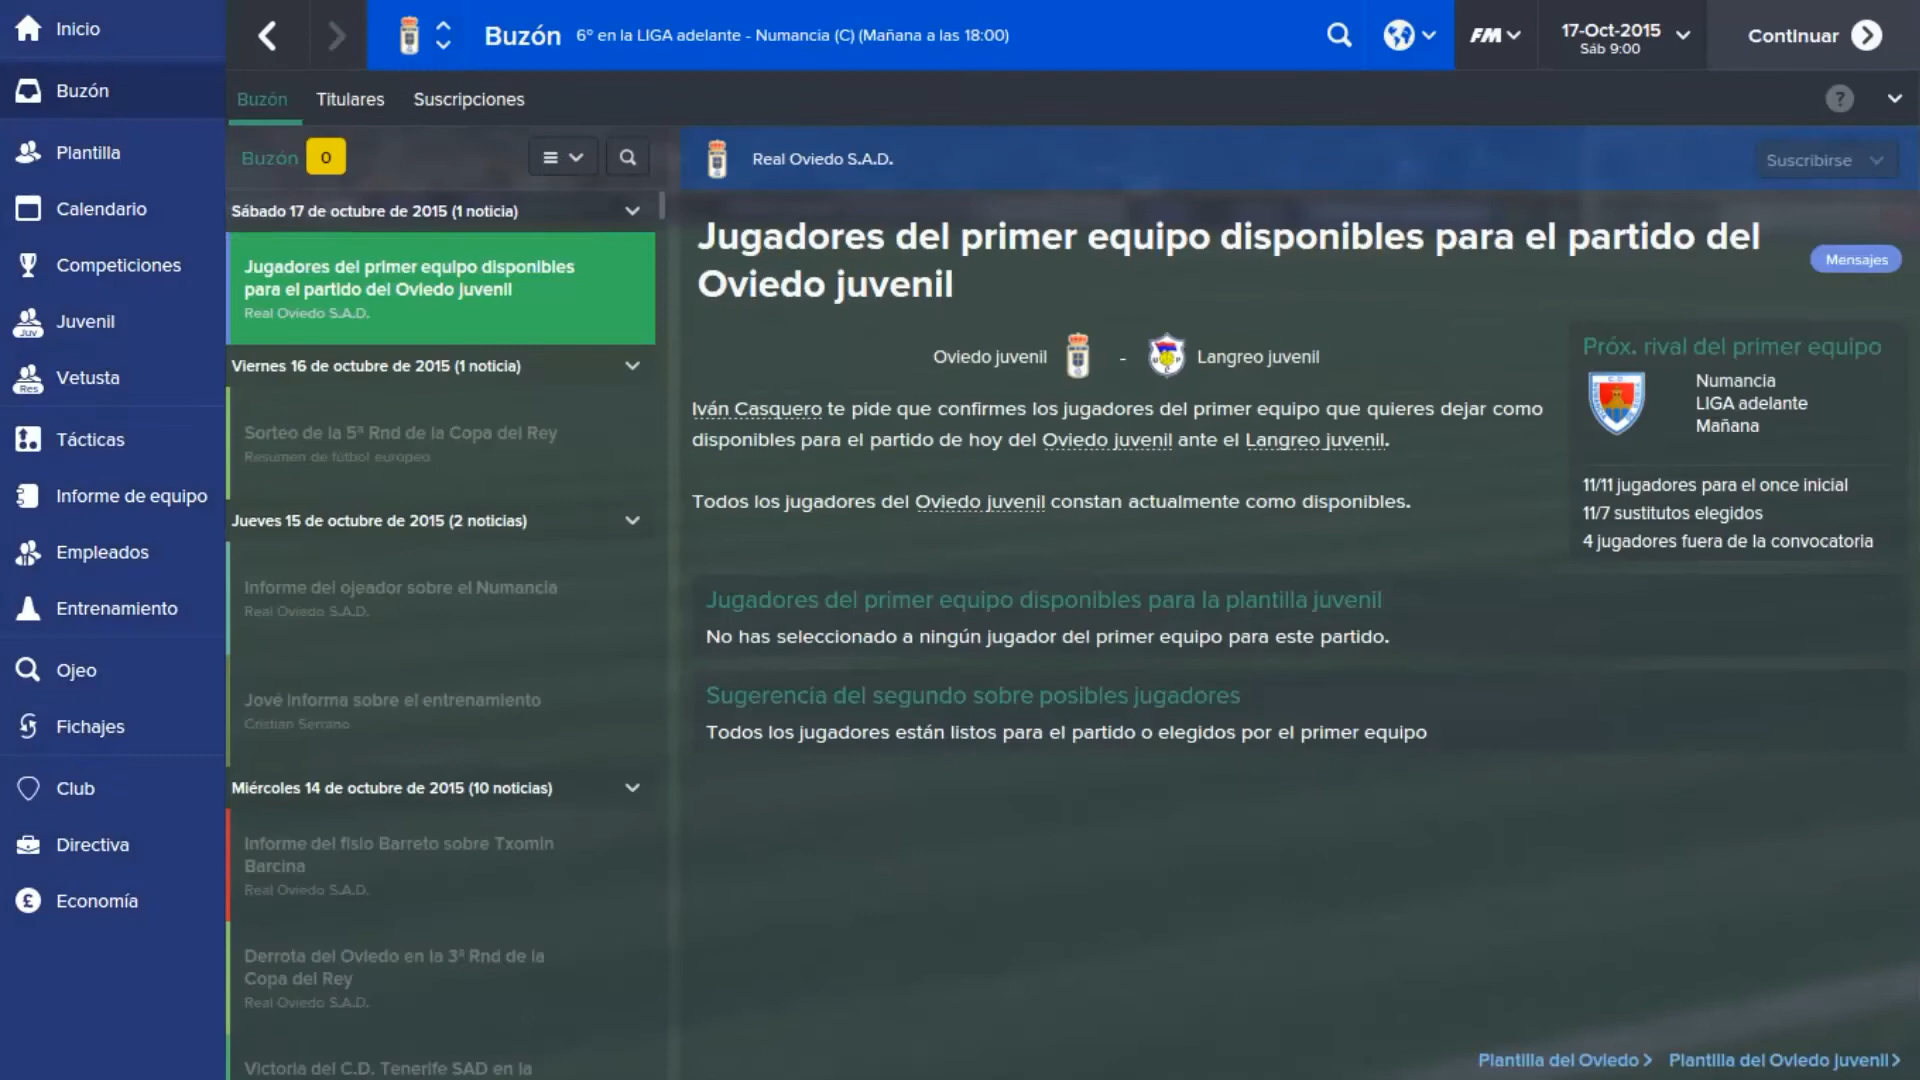 Inicio
Buzón
Plantilla
Calendario
Competiciones
Juvenil
Juv
Vetusta
Res
Tácticas
Informe de equipo
Empleados
Entrenamiento
Ojeo
Fichajes
Club
Directiva
Economía
Buzón 6º en la LIGA adelante - Numancia (C) (Mañana a las 18:00)
FM
17-Oct-2015
Sáb 9:00
Continuar
Buzón Titulares Suscripciones
?
Buzón 0
Sábado 17 de octubre de 2015 (1 noticia)
Jugadores del primer equipo disponibles
para el partido del Oviedo juvenil
Real Oviedo S.A.D.
Viernes 16 de octubre de 2015 (1 noticia)
Sorteo de la 5ª Rnd de la Copa del Rey
Resumen de fútbol europeo
Jueves 15 de octubre de 2015 (2 noticias)
Informe del ojeador sobre el Numancia
Real Oviedo S.A.D.
Jové informa sobre el entrenamiento
Cristian Serrano
Miércoles 14 de octubre de 2015 (10 noticias)
Informe del fisio Barreto sobre Txomin
Barcina
Real Oviedo S.A.D.
Derrota del Oviedo en la 3ª Rnd de la
Copa del Rey
Real Oviedo S.A.D.
Victoria del C.D. Tenerife SAD en la
Real Oviedo S.A.D.
Suscribirse
Jugadores del primer equipo disponibles para el partido del
Oviedo juvenil
Mensajes
Oviedo juvenil - Langreo juvenil
Iván Casquero te pide que confirmes los jugadores del primer equipo que quieres dejar como
disponibles para el partido de hoy del Oviedo juvenil ante el Langreo juvenil.
Todos los jugadores del Oviedo juvenil constan actualmente como disponibles.
Próx. rival del primer equipo
Numancia
LIGA adelante
Mañana
11/11 jugadores para el once inicial
11/7 sustitutos elegidos
4 jugadores fuera de la convocatoria
Jugadores del primer equipo disponibles para la plantilla juvenil
No has seleccionado a ningún jugador del primer equipo para este partido.
Sugerencia del segundo sobre posibles jugadores
Todos los jugadores están listos para el partido o elegidos por el primer equipo
Plantilla del Oviedo > Plantilla del Oviedo juvenil >